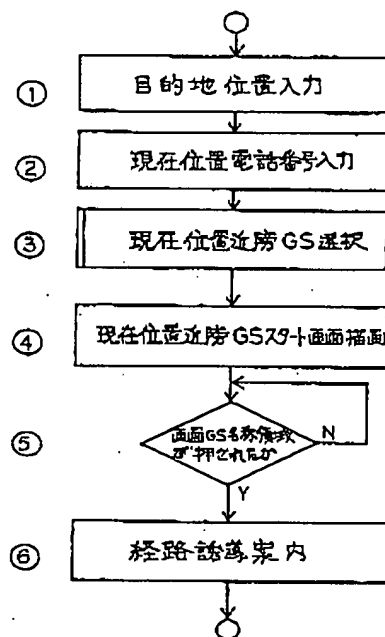 ① 目的地位置入力
② 現在位置電話番号入力
③ 現在位置近傍GS選択
④ 現在位置近傍GSスタート画面描画
⑤ 画面GS名称領域
が押されたか
N
Y
⑥ 経路誘導案内